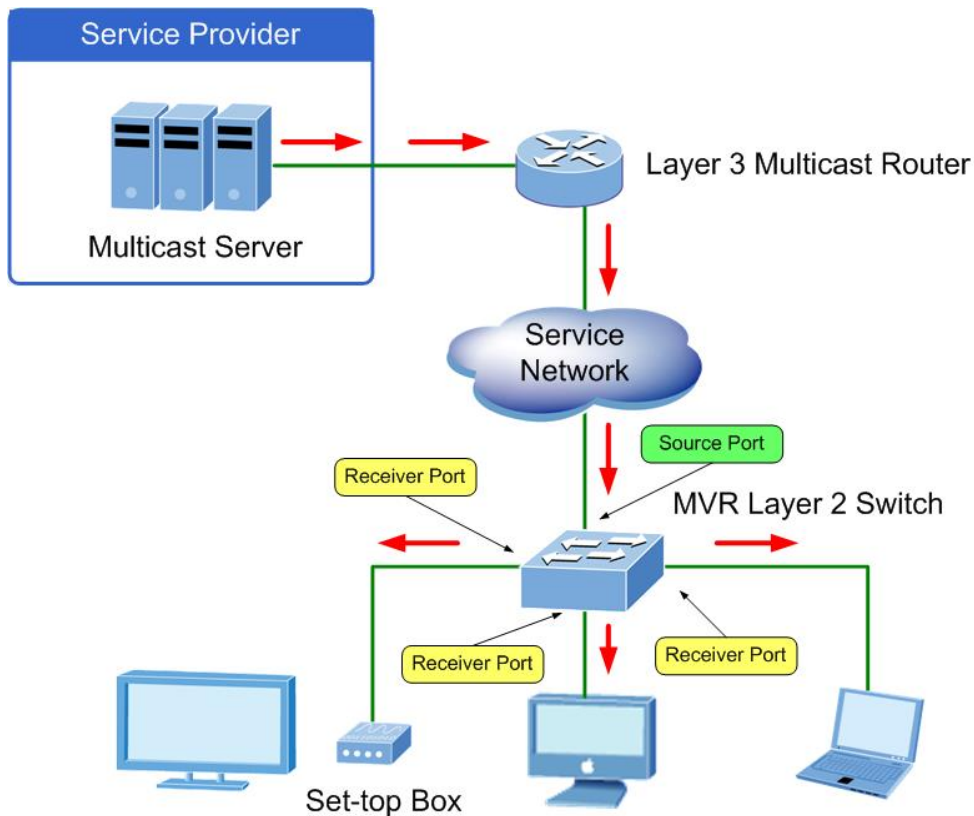 Service Provider
Multicast Server
Layer 3 Multicast Router
Service
Network
Source Port
Receiver Port
MVR Layer 2 Switch
Receiver Port
Receiver Port
Set-top Box